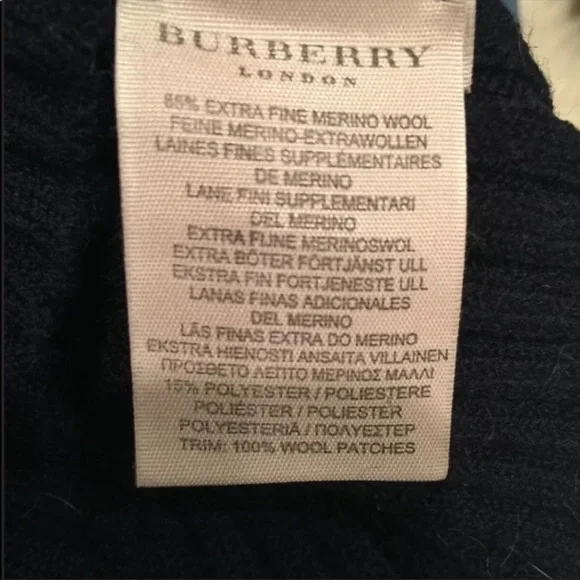 BURBERRY
LONDON
85% EXTRA FINE MERINO WOOL
FEINE MERINO-EXTRAWOLLEN
LAINES FINES SUPPLÉMENTAIRES
DE MERINO
LANE FINI SUPPLEMENTARI
DEL MERINO
EXTRA FIJNE MERINOSWOL
EXTRA BÖTER FÖRTJÄNST ULL
EKSTRA FIN FORTJENESTE ULL
LANAS FINAS ADICIONALES
DEL MERINO
LÃS FINAS EXTRA DO MERINO
EKSTRA HIENOSTI ANSAITA VILLAINEN
ΠΡΟΣΘΕΤΟ ΛΕΠΤΟ ΜΕΡΙΝΟΣ ΜΑΛΛΙ
15% POLYESTER / POLIESTERE
POLIÉSTER / POLIÉSTER
POLYESTERIÄ / ΠΟΛΥΕΣΤΕΡ
TRIM: 100% WOOL PATCHES